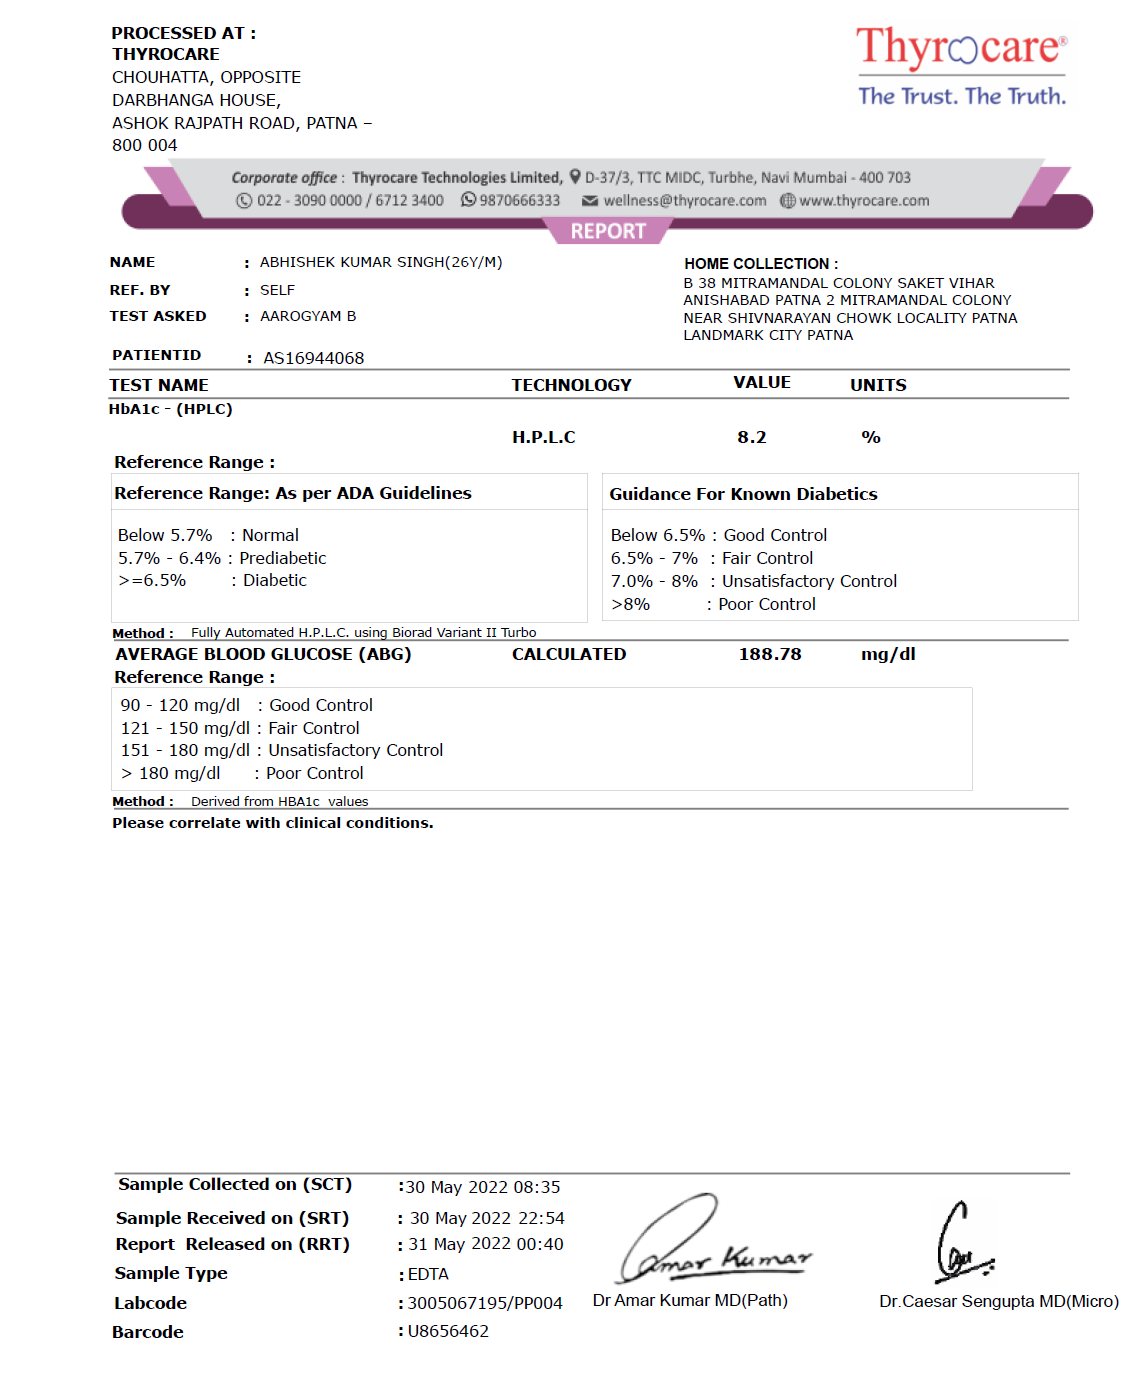 PROCESSED AT :
THYROCARE
CHOUHATTA, OPPOSITE
DARBHANGA HOUSE,
ASHOK RAJPATH ROAD, PATNA –
800 004
Thyrocare®
The Trust. The Truth.
Corporate office : Thyrocare Technologies Limited, D-37/3, TTC MIDC, Turbhe, Navi Mumbai - 400 703
022 - 3090 0000 / 6712 3400 9870666333 wellness@thyrocare.com www.thyrocare.com
REPORT
NAME : ABHISHEK KUMAR SINGH(26Y/M)
REF. BY : SELF
TEST ASKED : AAROGYAM B
PATIENTID : AS16944068
HOME COLLECTION :
B 38 MITRAMANDAL COLONY SAKET VIHAR
ANISHABAD PATNA 2 MITRAMANDAL COLONY
NEAR SHIVNARAYAN CHOWK LOCALITY PATNA
LANDMARK CITY PATNA
TEST NAME TECHNOLOGY VALUE UNITS
HbA1c - (HPLC)
H.P.L.C 8.2 %
Reference Range :
Reference Range: As per ADA Guidelines
Below 5.7% : Normal
5.7% - 6.4% : Prediabetic
>=6.5% : Diabetic
Guidance For Known Diabetics
Below 6.5% : Good Control
6.5% - 7% : Fair Control
7.0% - 8% : Unsatisfactory Control
>8% : Poor Control
Method : Fully Automated H.P.L.C. using Biorad Variant II Turbo
AVERAGE BLOOD GLUCOSE (ABG) CALCULATED 188.78 mg/dl
Reference Range :
90 - 120 mg/dl : Good Control
121 - 150 mg/dl : Fair Control
151 - 180 mg/dl : Unsatisfactory Control
> 180 mg/dl : Poor Control
Method : Derived from HBA1c values
Please correlate with clinical conditions.
Sample Collected on (SCT) :30 May 2022 08:35
Sample Received on (SRT) : 30 May 2022 22:54
Report Released on (RRT) : 31 May 2022 00:40
Sample Type : EDTA
Labcode : 3005067195/PP004
Barcode : U8656462
Amar Kumar
Dr Amar Kumar MD(Path)
Dr.Caesar Sengupta MD(Micro)